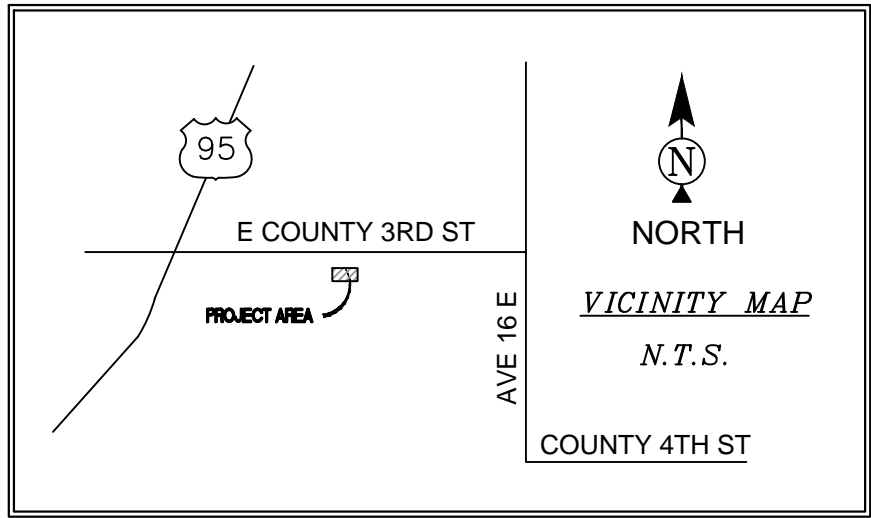 95
E COUNTY 3RD ST
PROJECT AREA
AVE 16 E
COUNTY 4TH ST
N
NORTH
VICINITY MAP
N.T.S.